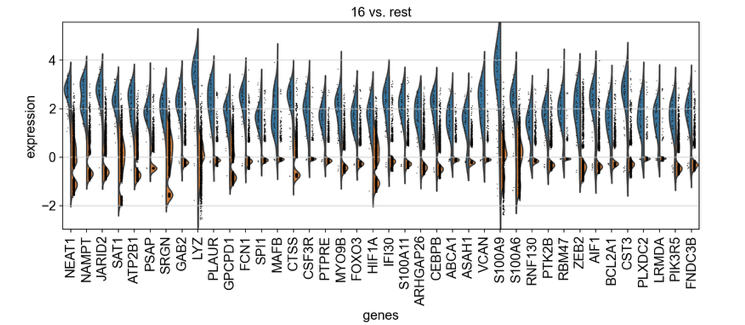 16 vs. rest
expression
4
2
0
−2
NEAT1 NAMPT JARID2 SAT1 ATP2B1 PSAP SRGN GAB2 LYZ PLAUR GPCPD1 FCN1 SPI1 MAFB CTSS CSF3R PTPRE MYO9B FOXO3 HIF1A IFI30 S100A11 ARHGAP26 CEBPB ABCA1 ASAH1 VCAN S100A9 S100A6 RNF130 PTK2B RBM47 ZEB2 AIF1 BCL2A1 CST3 PLXDC2 LRMDA PIK3R5 FNDC3B
genes